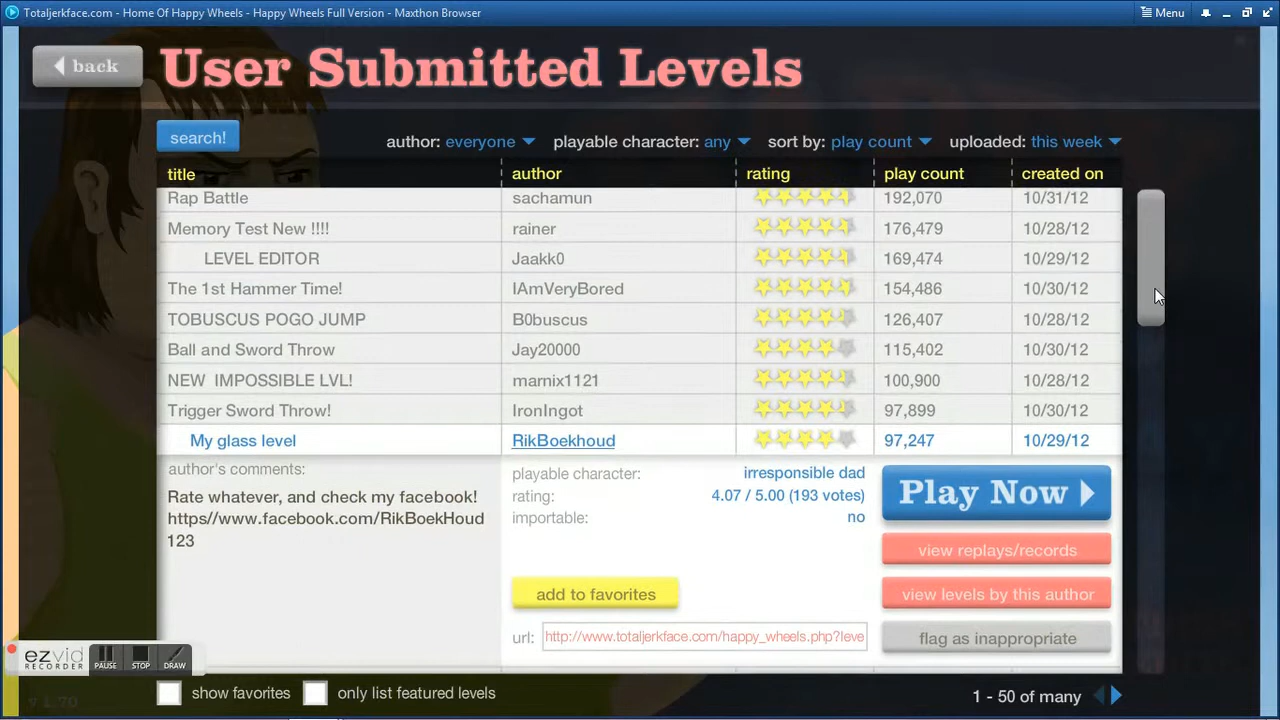 Totaljerkface.com - Home Of Happy Wheels - Happy Wheels Full Version - Maxthon Browser Menu
back User Submitted Levels
search! author: everyone playable character: any sort by: play count uploaded: this week
title author rating play count created on
Rap Battle sachamun 192,070 10/31/12
Memory Test New !!!! rainer 176,479 10/28/12
LEVEL EDITOR Jaakk0 169,474 10/29/12
The 1st Hammer Time! IAmVeryBored 154,486 10/30/12
TOBUSCUS POGO JUMP B0buscus 126,407 10/28/12
Ball and Sword Throw Jay20000 115,402 10/30/12
NEW IMPOSSIBLE LVL! marnix1121 100,900 10/28/12
Trigger Sword Throw! IronIngot 97,899 10/30/12
My glass level RikBoekhoud 97,247 10/29/12
author's comments:
Rate whatever, and check my facebook!
https//www.facebook.com/RikBoekHoud
123
playable character: irresponsible dad
rating: 4.07 / 5.00 (193 votes)
importable: no
add to favorites
url: http://www.totaljerkface.com/happy_wheels.php?leve
Play Now
view replays/records
view levels by this author
flag as inappropriate
ezvid
RECORDER
PAUSE STOP DRAW
show favorites only list featured levels 1 - 50 of many
v 1.70